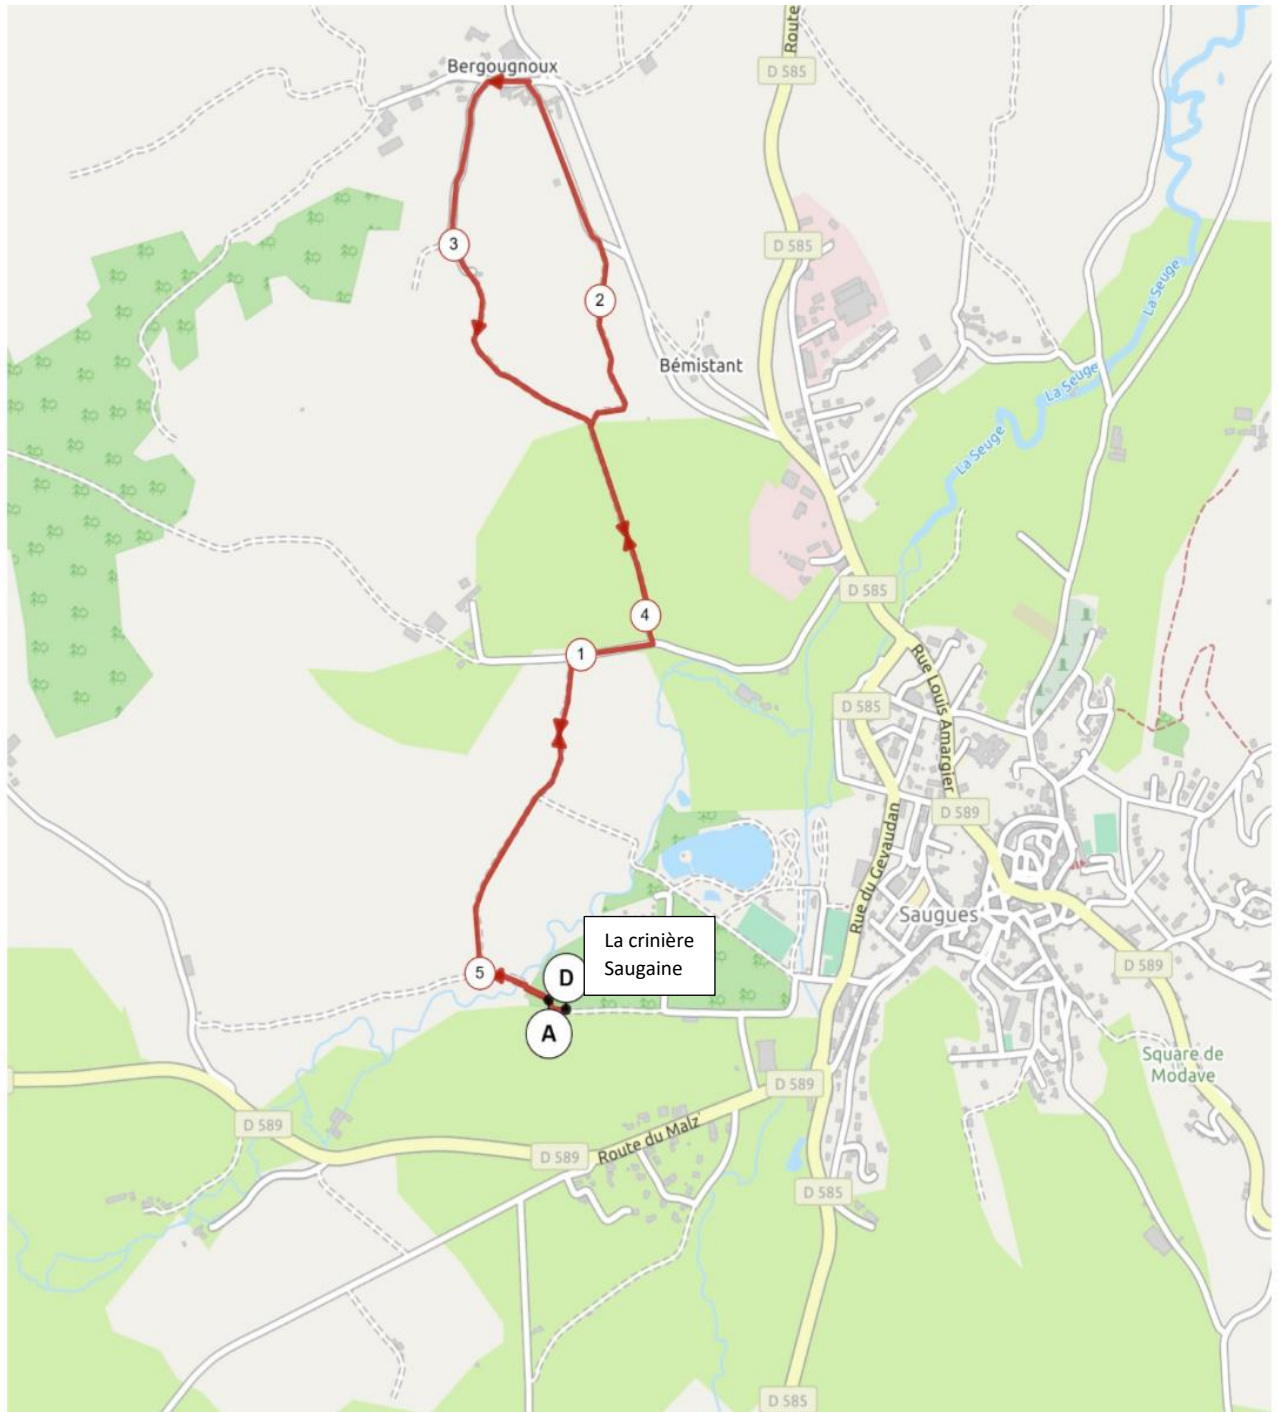 Route
Bergougnoux
D 585
D 585
3
2
La Seuge
Bémistant
La Seuge
La Seuge
D 585
4
1
Rue Louis Amargier
D 585
D 589
Rue du Gévaudan
Saugues
La crinière
Saugaine
D 589
5
D
A
Square de
Modave
D 589
D 589
Route du Malz
D 589
D 585
D 585